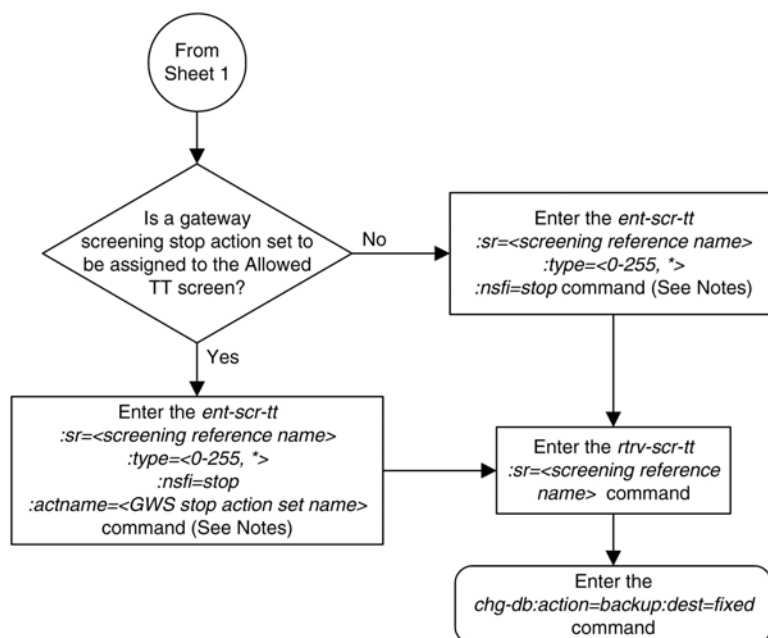 From
Sheet 1
Is a gateway
screening stop action set to
be assigned to the Allowed
TT screen?
No
Enter the ent-scr-tt
:sr=<screening reference name>
:type=<0-255, *>
:nsfi=stop command (See Notes)
Yes
Enter the ent-scr-tt
:sr=<screening reference name>
:type=<0-255, *>
:nsfi=stop
:actname=<GWS stop action set name>
command (See Notes)
Enter the rtrv-scr-tt
:sr=<screening reference
name> command
Enter the
chg-db:action=backup:dest=fixed
command